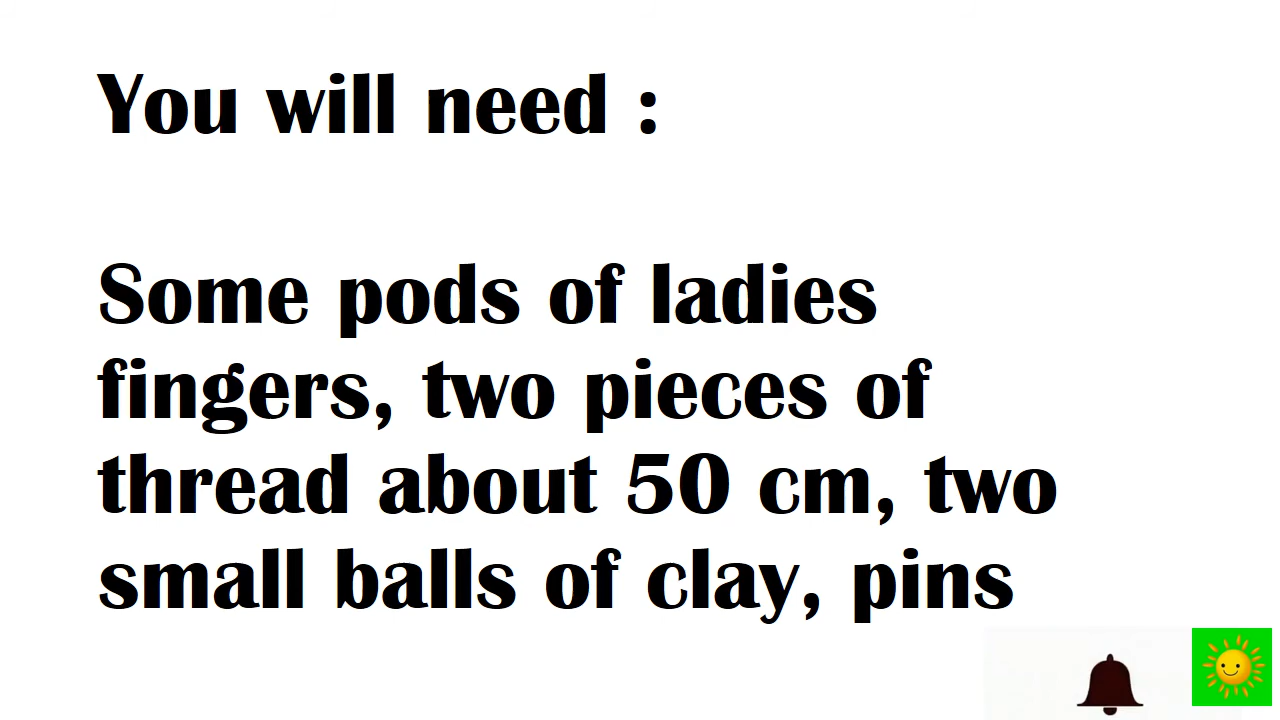 You will need :
Some pods of ladies
fingers, two pieces of
thread about 50 cm, two
small balls of clay, pins